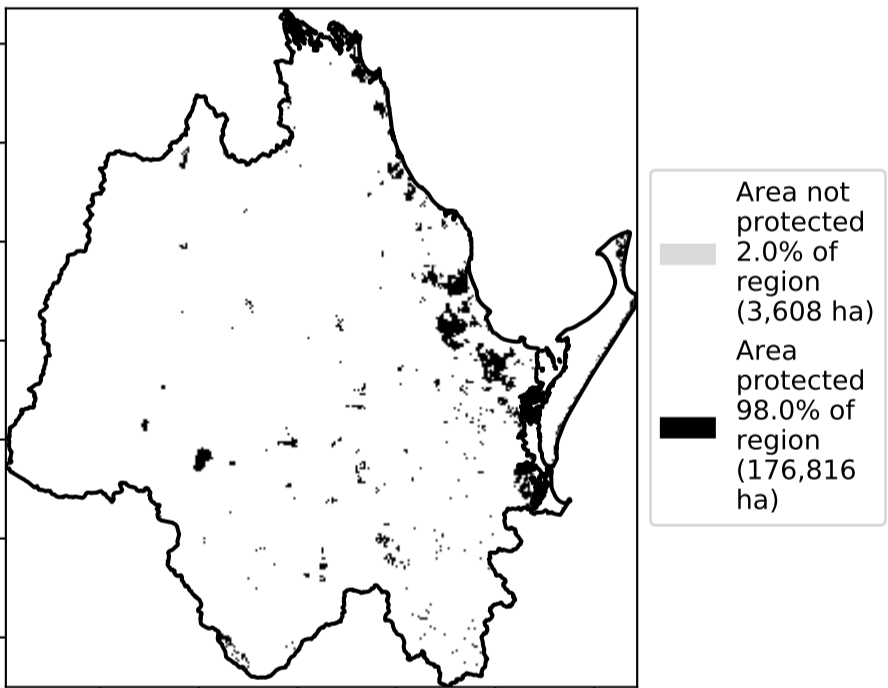 Area not
protected
2.0% of
region
(3,608 ha)
Area
protected
98.0% of
region
(176,816
ha)